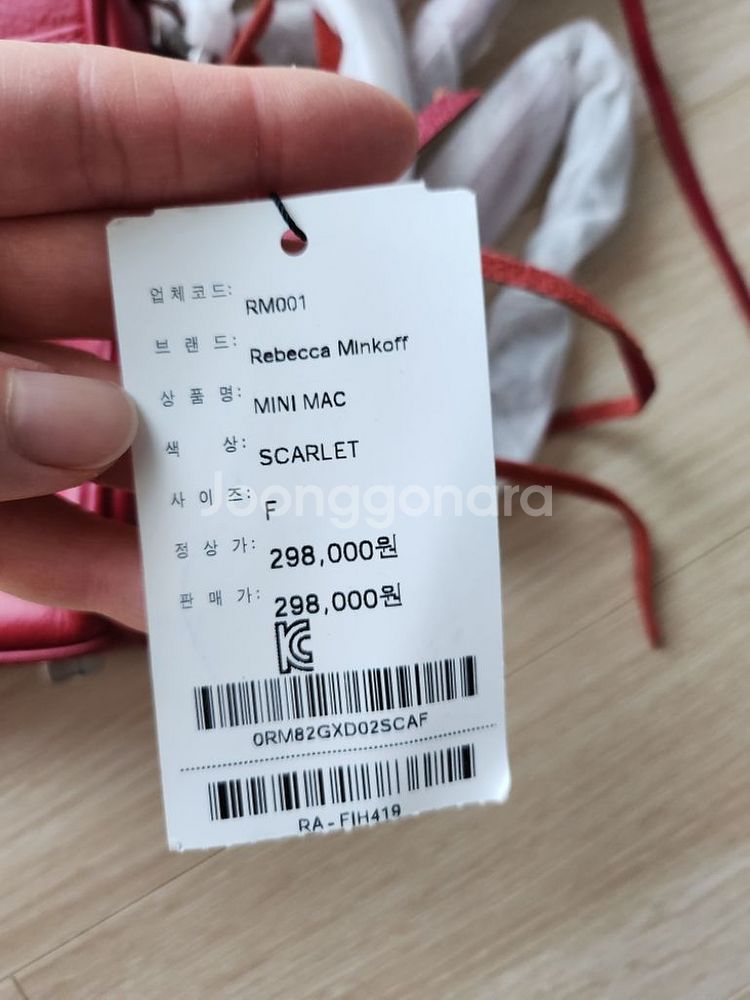 업체코드: RM001
브랜드: Rebecca Minkoff
상품명: MINI MAC
색상: SCARLET
사이즈: F
Joonggonara
정상가: 298,000원
판매가: 298,000원
KC
0RM82GXD02SCAF
RA-FIH419